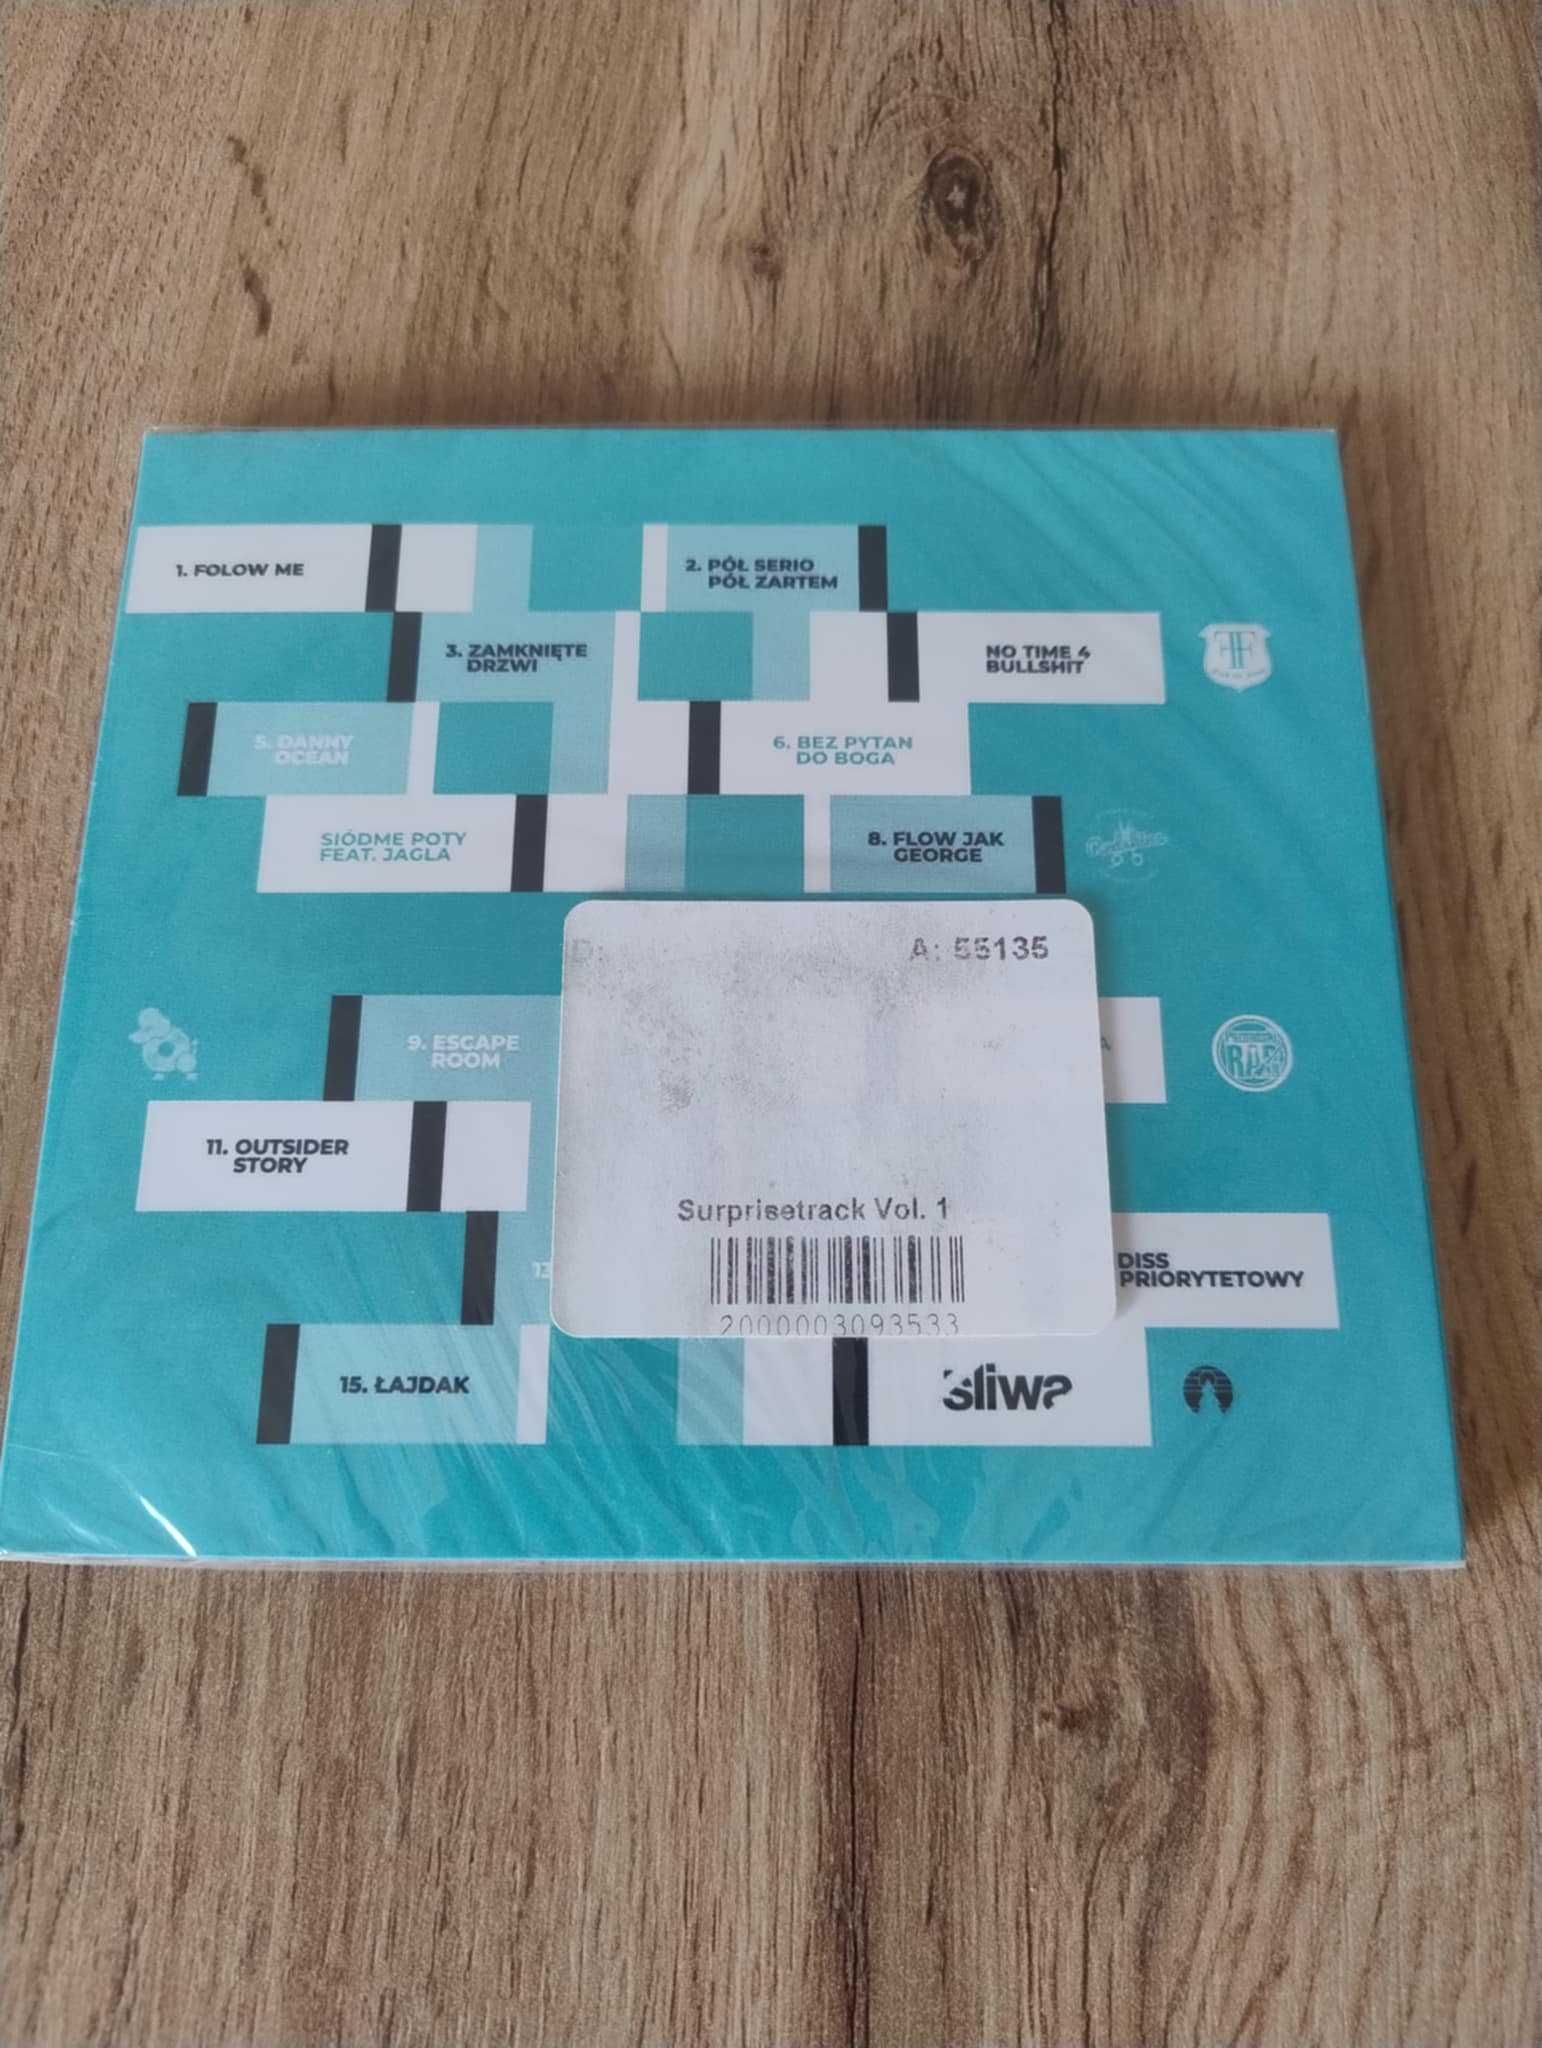 1. FOLOW ME
2. PÓŁ SERIO
PÓŁ ZARTEM
3. ZAMKNIĘTE
DRZWI
NO TIME 4
BULLSHIT
5. DANNY
OCEAN
6. BEZ PYTAN
DO BOGA
SIÓDME POTY
FEAT. JAGLA
8. FLOW JAK
GEORGE
A: 55135
9. ESCAPE
ROOM
RAP
11. OUTSIDER
STORY
Surprisetrack Vol. 1
2000003093533
13
DISS
PRIORYTETOWY
15. ŁAJDAK
śliwa